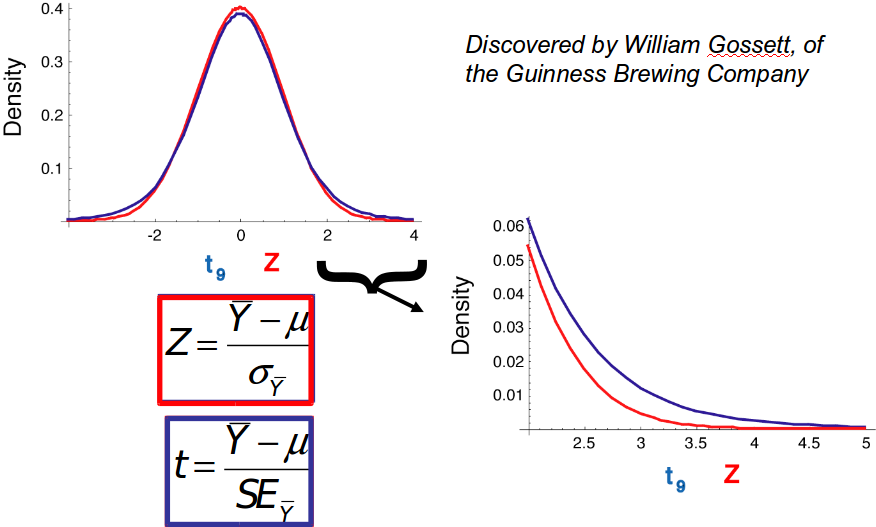 Discovered by William Gossett, of
the Guinness Brewing Company
Density
0.4
0.3
0.2
0.1
-2 0 2 4
t₉ Z
Z = (Y̅ − μ) / σ_Y̅
t = (Y̅ − μ) / SE_Y̅
Density
0.06
0.05
0.04
0.03
0.02
0.01
2.5 3 3.5 4 4.5 5
t₉ Z